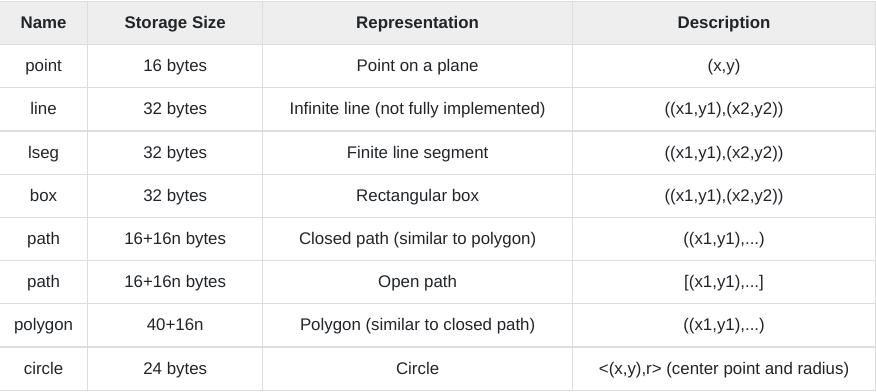 Name Storage Size Representation Description
point 16 bytes Point on a plane (x,y)
line 32 bytes Infinite line (not fully implemented) ((x1,y1),(x2,y2))
lseg 32 bytes Finite line segment ((x1,y1),(x2,y2))
box 32 bytes Rectangular box ((x1,y1),(x2,y2))
path 16+16n bytes Closed path (similar to polygon) ((x1,y1),...)
path 16+16n bytes Open path [(x1,y1),...]
polygon 40+16n Polygon (similar to closed path) ((x1,y1),...)
circle 24 bytes Circle <(x,y),r> (center point and radius)